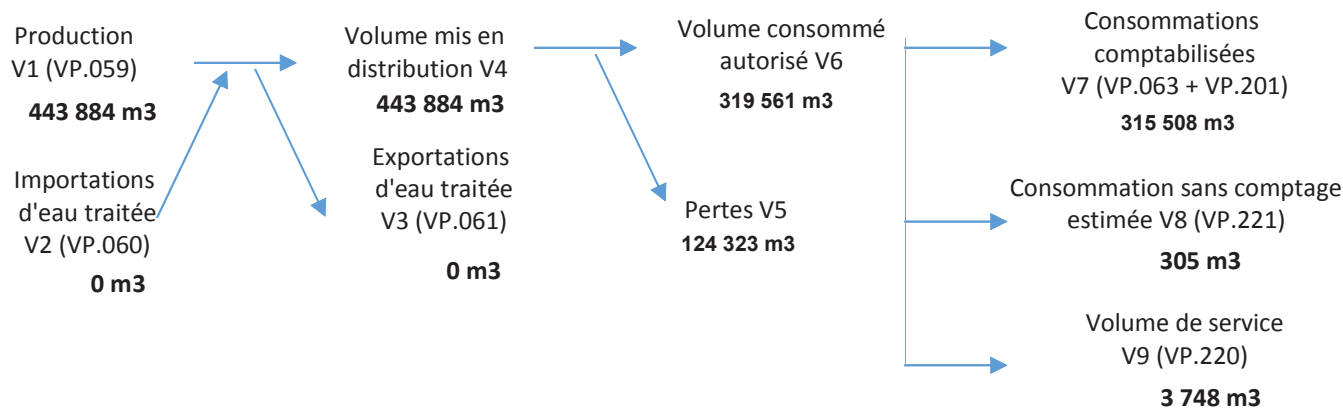 Production
V1 (VP.059)
443 884 m3
Importations
d'eau traitée
V2 (VP.060)
0 m3
Volume mis en
distribution V4
443 884 m3
Exportations
d'eau traitée
V3 (VP.061)
0 m3
Volume consommé
autorisé V6
319 561 m3
Pertes V5
124 323 m3
Consommations
comptabilisées
V7 (VP.063 + VP.201)
315 508 m3
Consommation sans comptage
estimée V8 (VP.221)
305 m3
Volume de service
V9 (VP.220)
3 748 m3